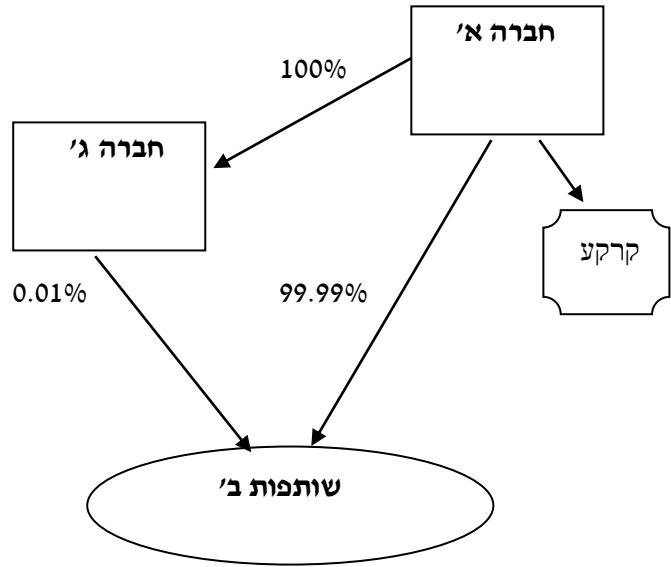 חברה א'
100%
חברה ג'
קרקע
0.01%
99.99%
שותפות ב'